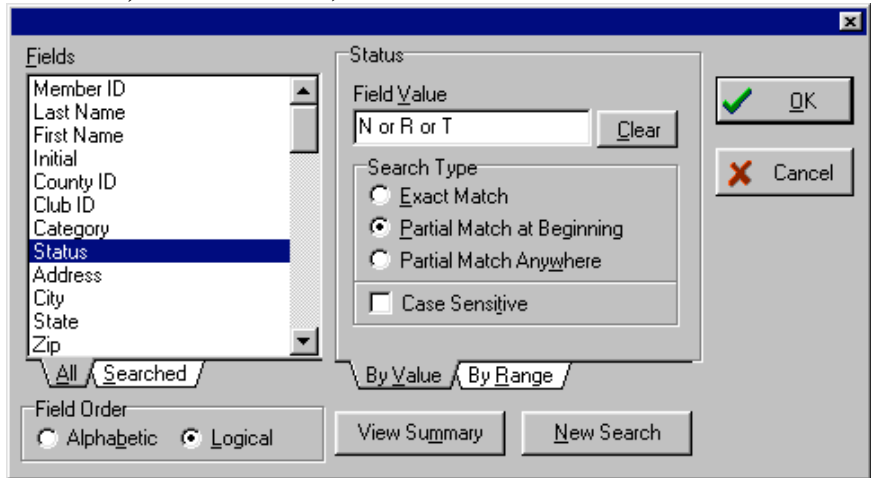 Fields
Member ID
Last Name
First Name
Initial
County ID
Club ID
Category
Status
Address
City
State
Zip
All
Searched
Field Order
Alphabetic
Logical
Status
Field Value
N or R or T
Clear
Search Type
Exact Match
Partial Match at Beginning
Partial Match Anywhere
Case Sensitive
By Value
By Range
View Summary
New Search
OK
Cancel